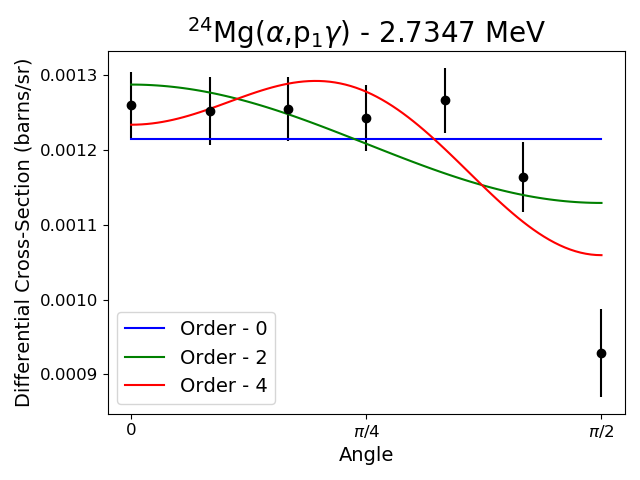 ²⁴Mg(α,p₁γ) - 2.7347 MeV
Differential Cross-Section (barns/sr)
0.0013
0.0012
0.0011
0.0010
0.0009
Order - 0
Order - 2
Order - 4
0
π/4
π/2
Angle